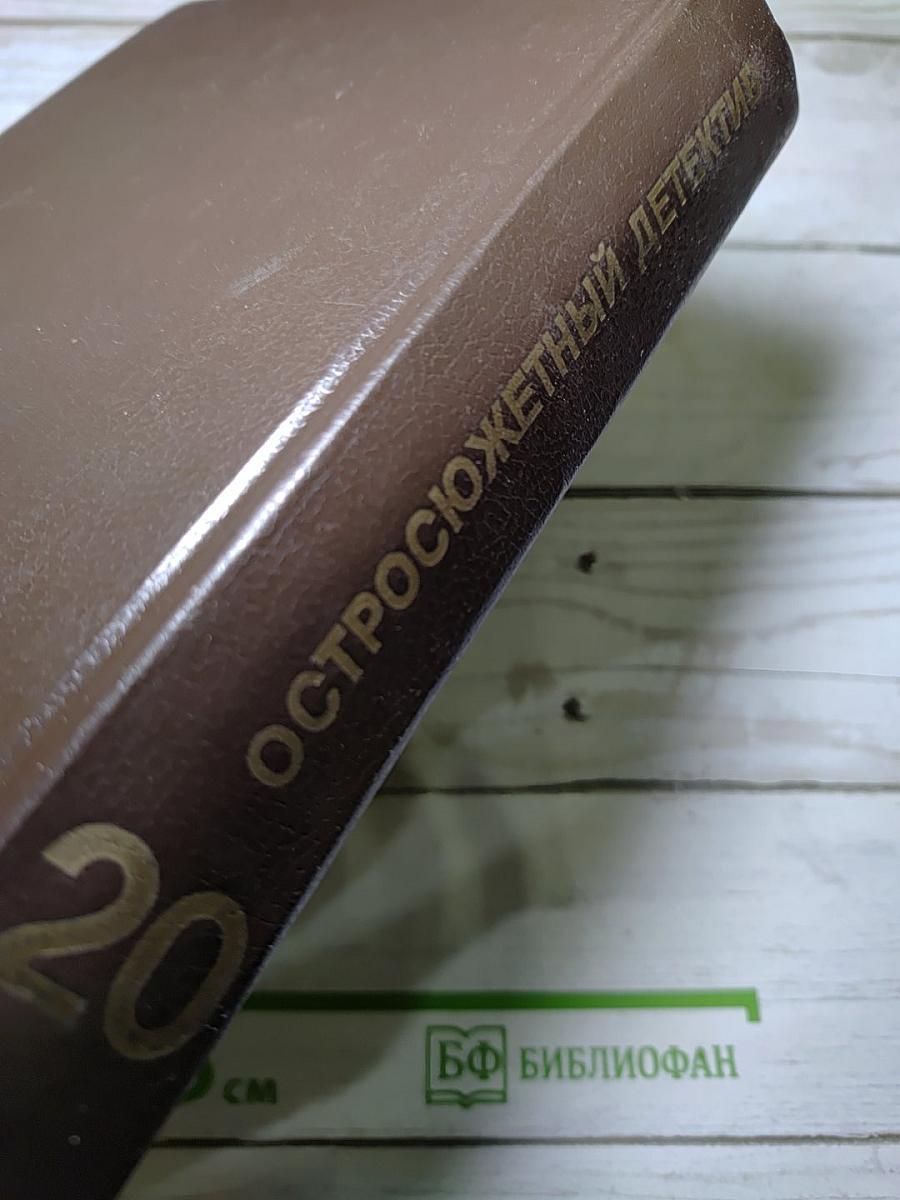 ОСТРОСЮЖЕТНЫЙ ДЕТЕКТИВ
20
см
БФ БИБЛИОФАН